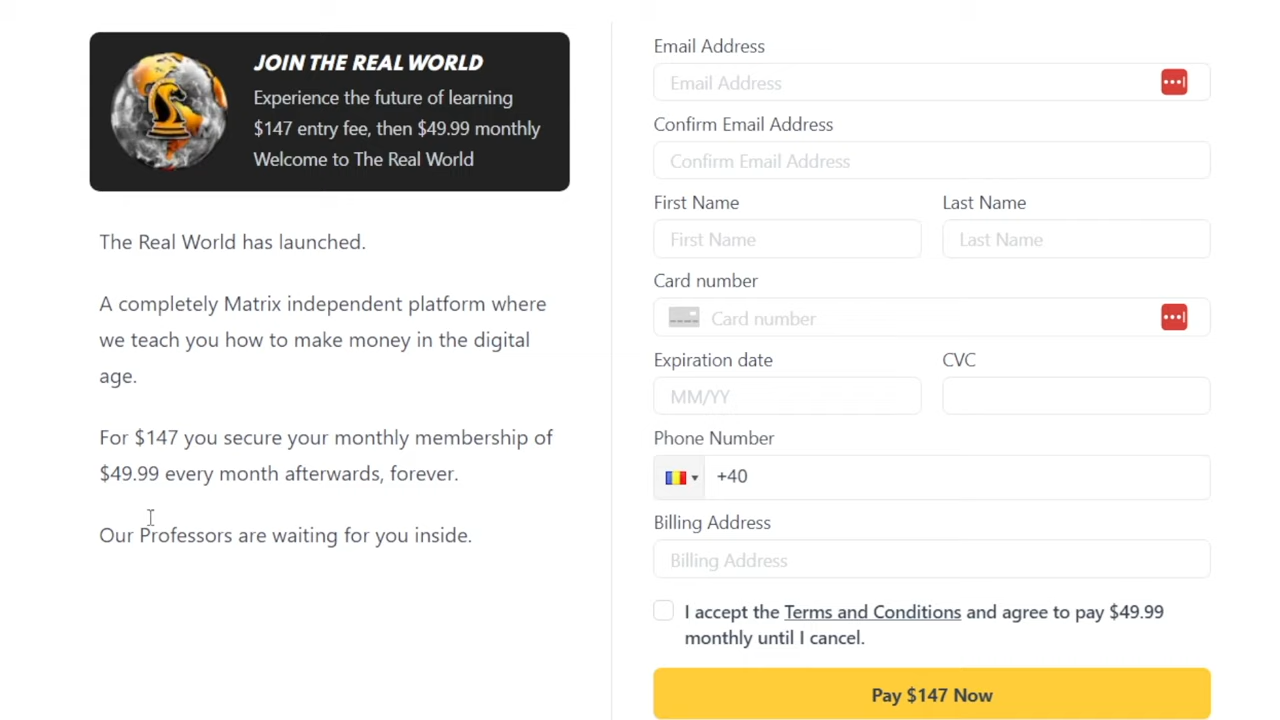 JOIN THE REAL WORLD
Experience the future of learning
$147 entry fee, then $49.99 monthly
Welcome to The Real World
The Real World has launched.
A completely Matrix independent platform where
we teach you how to make money in the digital
age.
For $147 you secure your monthly membership of
$49.99 every month afterwards, forever.
Our Professors are waiting for you inside.
Email Address
Email Address
Confirm Email Address
Confirm Email Address
First Name
Last Name
First Name
Last Name
Card number
Card number
Expiration date
CVC
MM/YY
Phone Number
+40
Billing Address
Billing Address
I accept the Terms and Conditions and agree to pay $49.99
monthly until I cancel.
Pay $147 Now